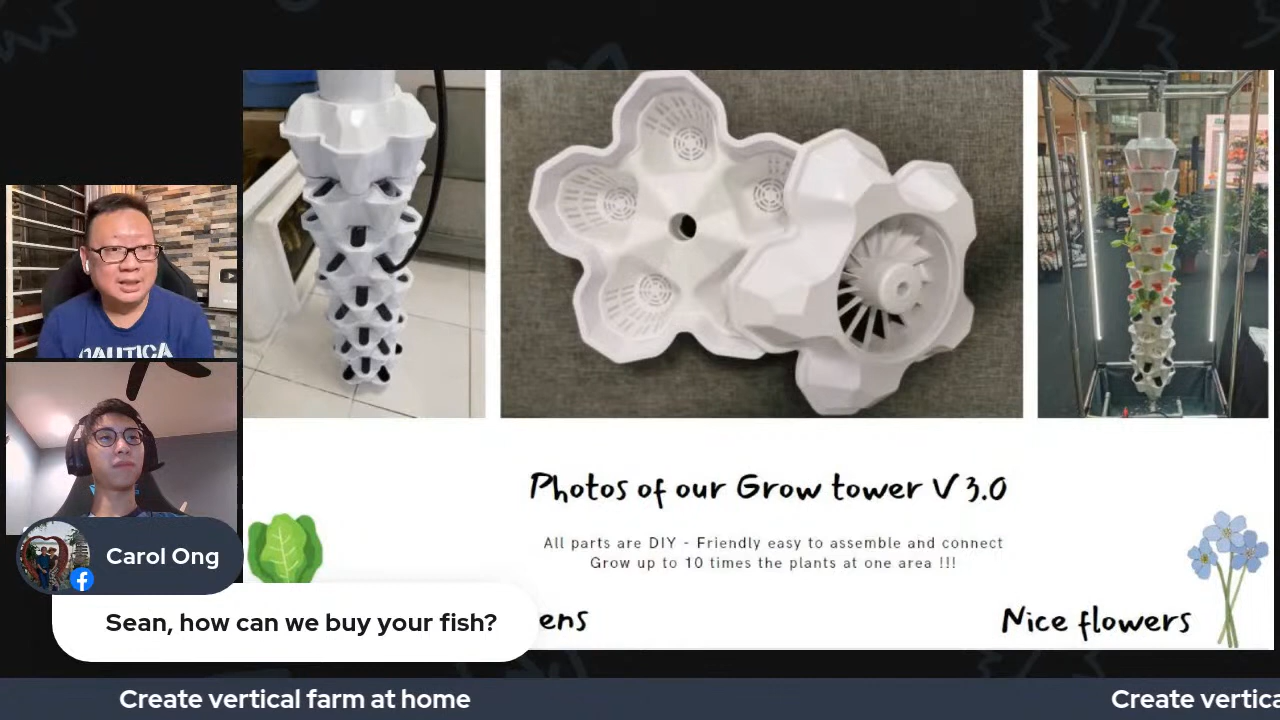 NAUTICA
Photos of our Grow tower V 3.0
All parts are DIY - Friendly easy to assemble and connect
Grow up to 10 times the plants at one area !!!
Carol Ong
Sean, how can we buy your fish?
ens
Nice flowers
Create vertical farm at home
Create vertica